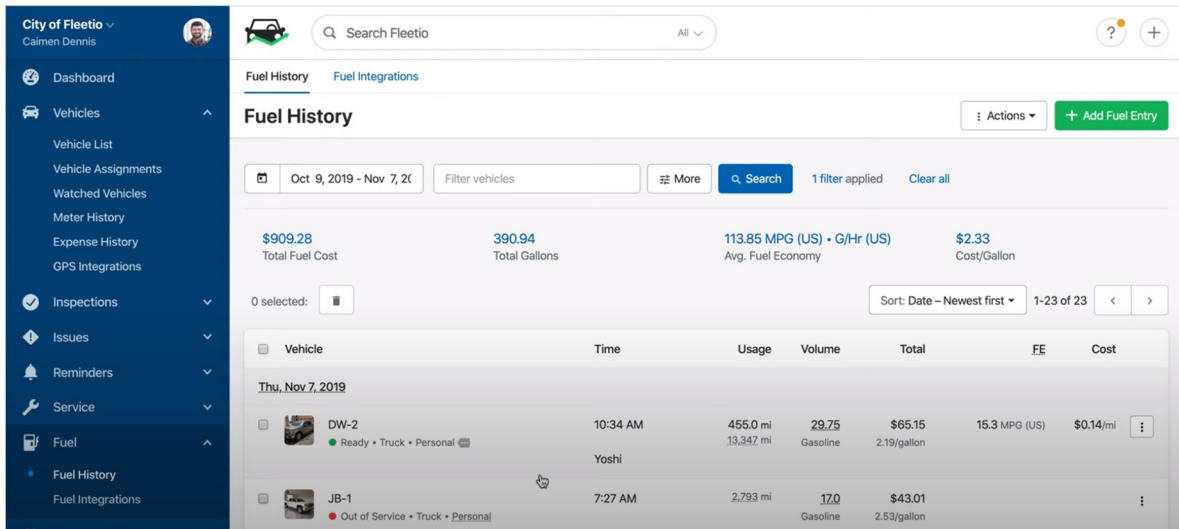 City of Fleetio
Caimen Dennis
Search Fleetio
All
?
Dashboard
Vehicles
Vehicle List
Vehicle Assignments
Watched Vehicles
Meter History
Expense History
GPS Integrations
Inspections
Issues
Reminders
Service
Fuel
Fuel History
Fuel Integrations
Fuel History Fuel Integrations
Fuel History
Actions
+ Add Fuel Entry
Oct 9, 2019 - Nov 7, 20
Filter vehicles
More
Search
1 filter applied
Clear all
$909.28 390.94 113.85 MPG (US) • G/Hr (US) $2.33
Total Fuel Cost Total Gallons Avg. Fuel Economy Cost/Gallon
0 selected:
Sort: Date – Newest first
1-23 of 23
Vehicle Time Usage Volume Total FE Cost
Thu, Nov 7, 2019
DW-2 10:34 AM 455.0 mi 29.75 $65.15 15.3 MPG (US) $0.14/mi
Ready • Truck • Personal 13,347 mi Gasoline 2.19/gallon
Yoshi
JB-1 7:27 AM 2,793 mi 17.0 $43.01
Out of Service • Truck • Personal Gasoline 2.53/gallon